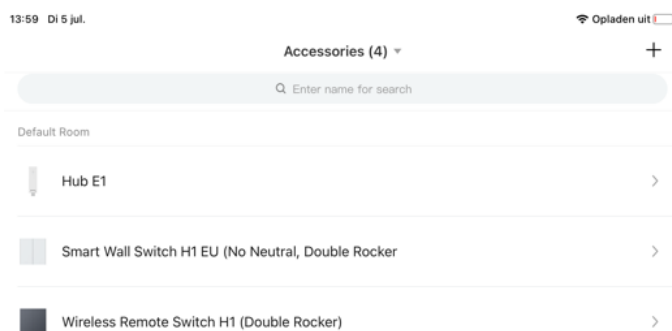 13:59 Di 5 jul.
Opladen uit
Accessories (4)
Enter name for search
Default Room
Hub E1
Smart Wall Switch H1 EU (No Neutral, Double Rocker
Wireless Remote Switch H1 (Double Rocker)